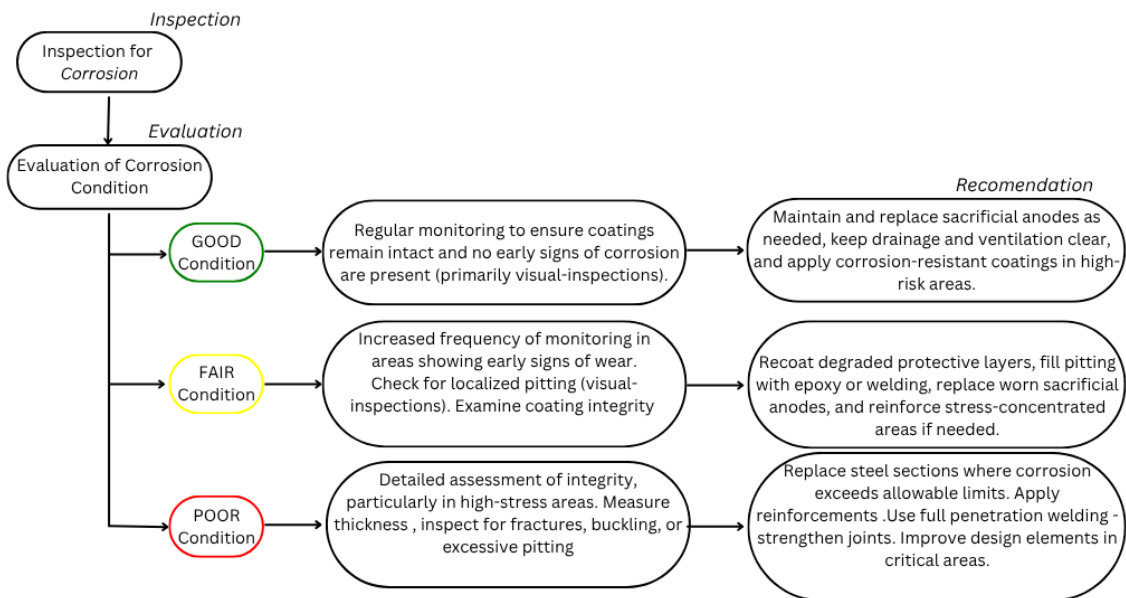 Inspection
Inspection for
Corrosion
Evaluation
Evaluation of Corrosion
Condition
Recomendation
GOOD
Condition
Regular monitoring to ensure coatings
remain intact and no early signs of corrosion
are present (primarily visual-inspections).
Maintain and replace sacrificial anodes as
needed, keep drainage and ventilation clear,
and apply corrosion-resistant coatings in high-
risk areas.
FAIR
Condition
Increased frequency of monitoring in
areas showing early signs of wear.
Check for localized pitting (visual-
inspections). Examine coating integrity
Recoat degraded protective layers, fill pitting
with epoxy or welding, replace worn sacrificial
anodes, and reinforce stress-concentrated
areas if needed.
POOR
Condition
Detailed assessment of integrity,
particularly in high-stress areas. Measure
thickness , inspect for fractures, buckling, or
excessive pitting
Replace steel sections where corrosion
exceeds allowable limits. Apply
reinforcements .Use full penetration welding -
strengthen joints. Improve design elements in
critical areas.